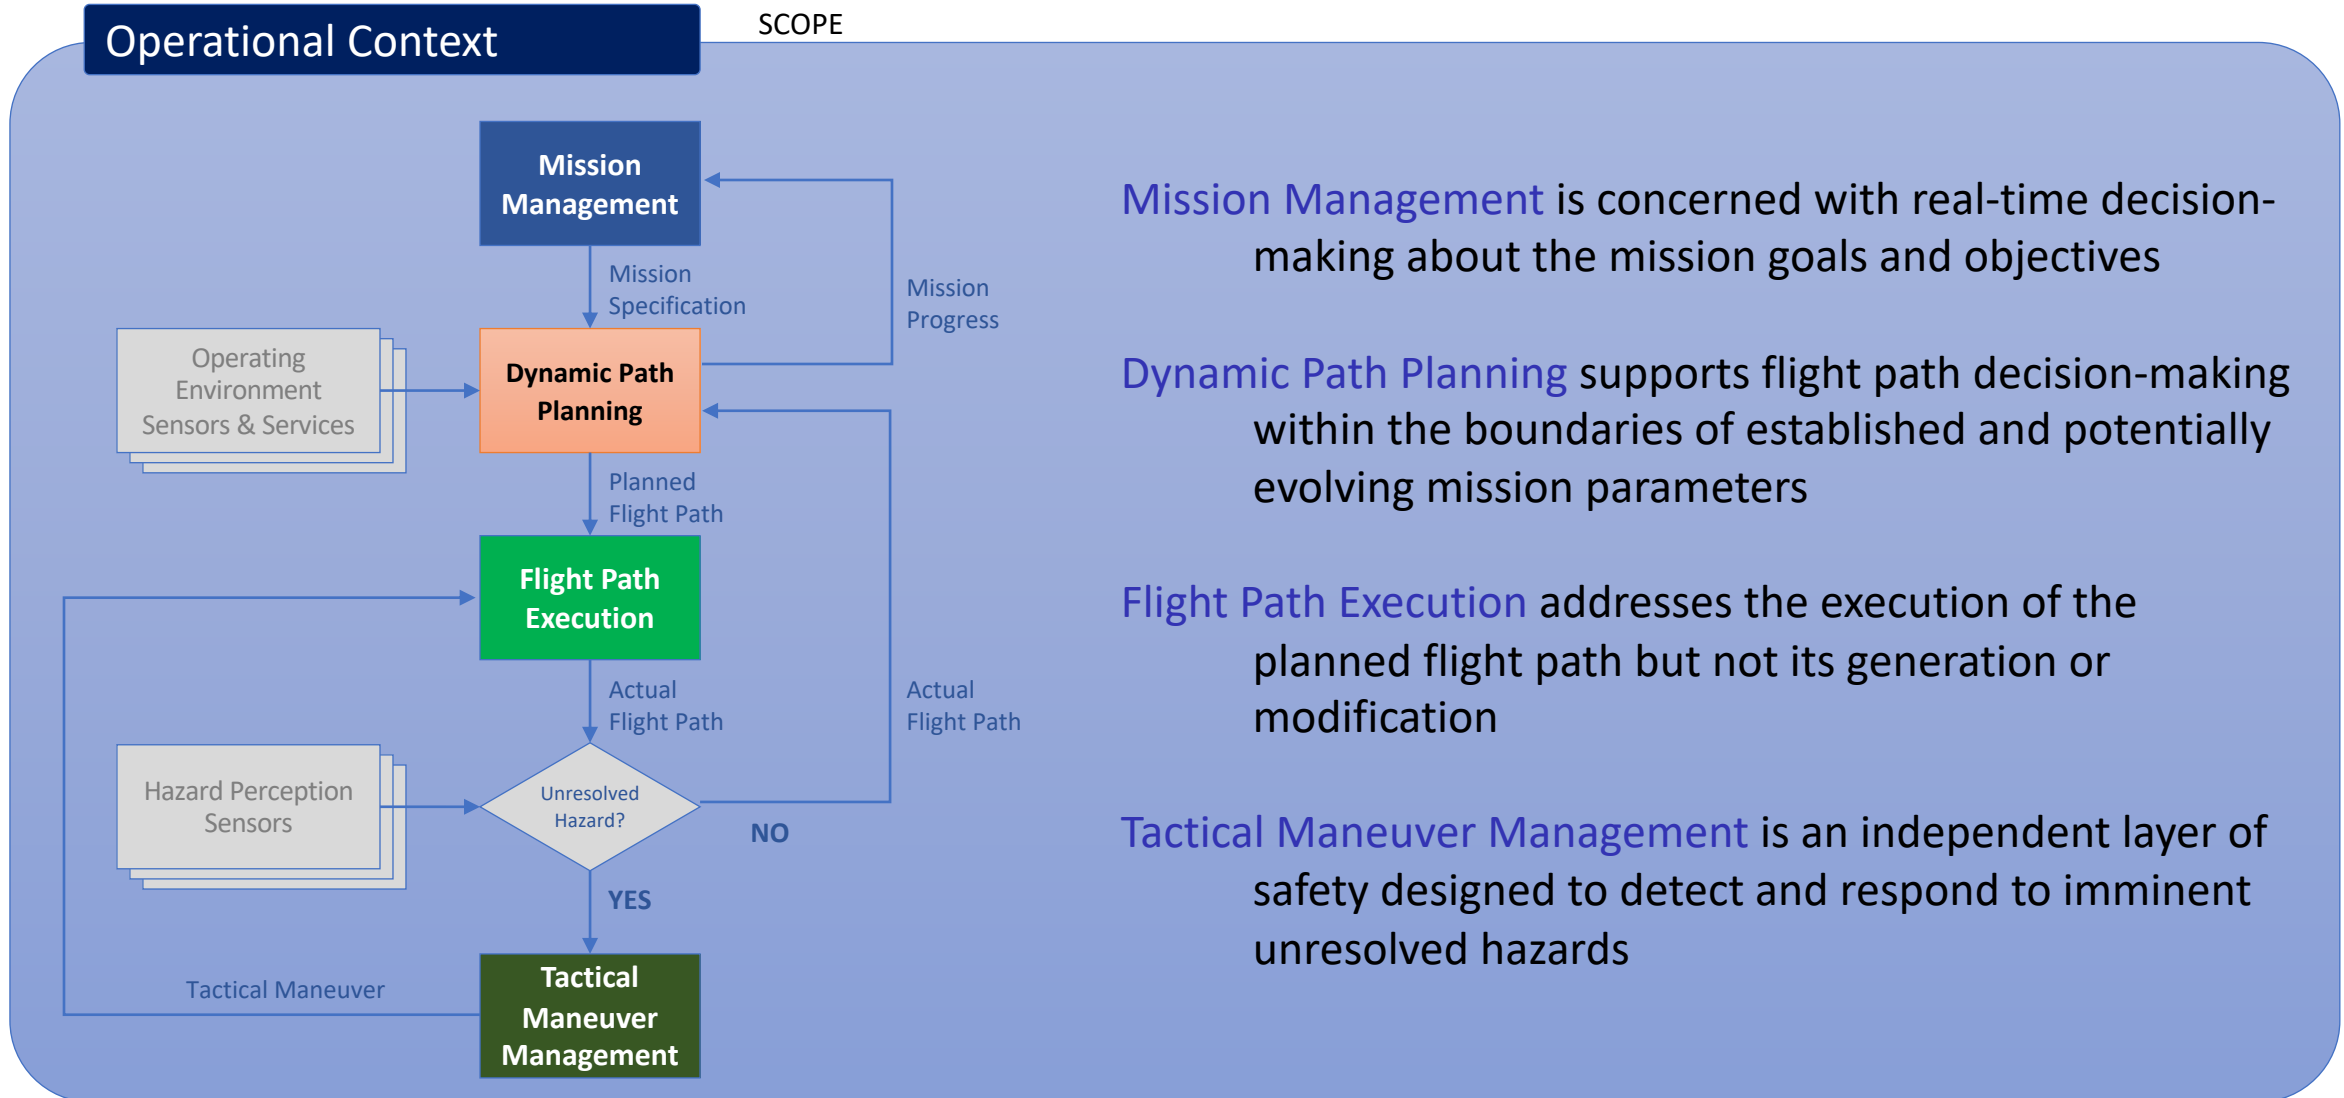 SCOPE
Operational Context
Mission
Management
Mission
Specification
Mission
Progress
Operating
Environment
Sensors & Services
Dynamic Path
Planning
Planned
Flight Path
Flight Path
Execution
Actual
Flight Path
Actual
Flight Path
Hazard Perception
Sensors
Unresolved
Hazard?
NO
YES
Tactical Maneuver
Tactical
Maneuver
Management
Mission Management is concerned with real-time decision-
making about the mission goals and objectives
Dynamic Path Planning supports flight path decision-making
within the boundaries of established and potentially
evolving mission parameters
Flight Path Execution addresses the execution of the
planned flight path but not its generation or
modification
Tactical Maneuver Management is an independent layer of
safety designed to detect and respond to imminent
unresolved hazards